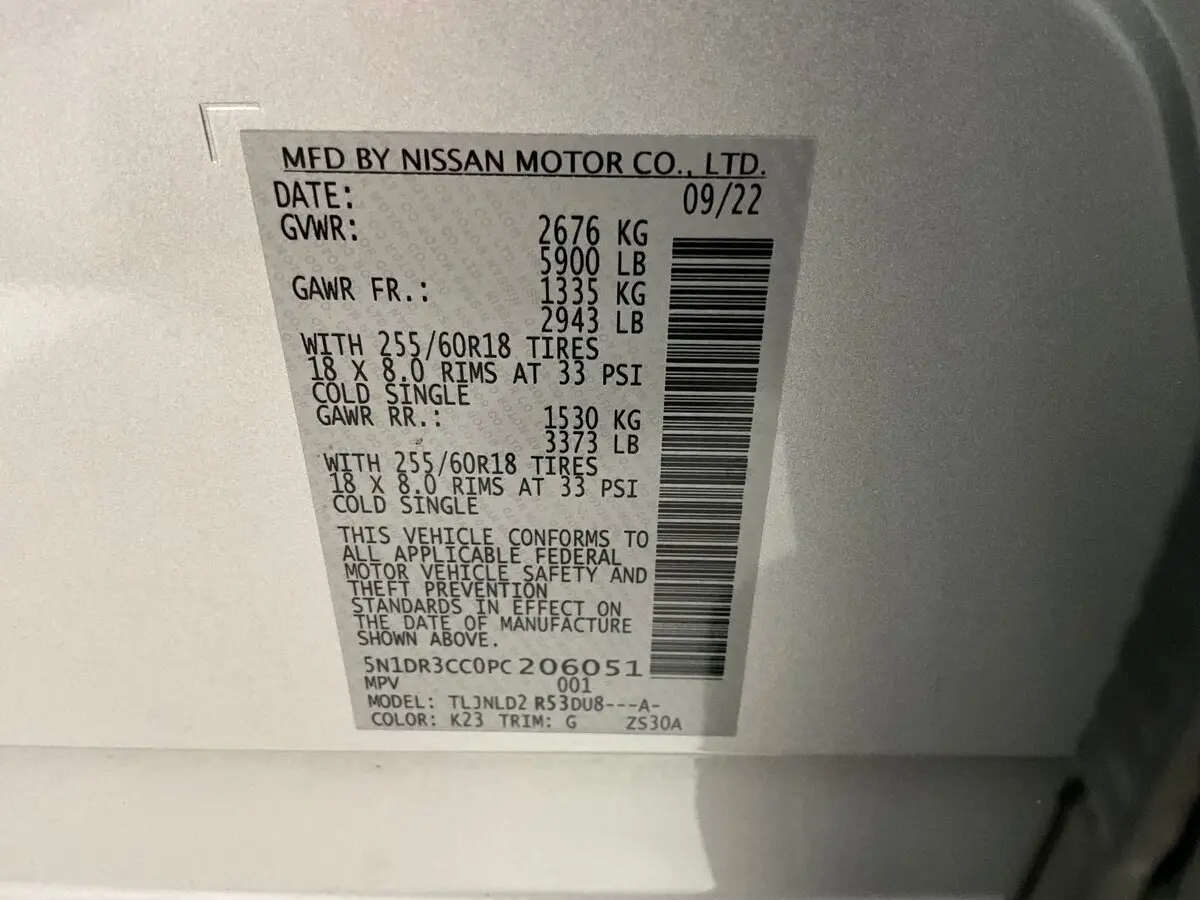 MFD BY NISSAN MOTOR CO., LTD.
DATE: 09/22
GVWR: 2676 KG
5900 LB
GAWR FR.: 1335 KG
2943 LB
WITH 255/60R18 TIRES
18 X 8.0 RIMS AT 33 PSI
COLD SINGLE
GAWR RR.: 1530 KG
3373 LB
WITH 255/60R18 TIRES
18 X 8.0 RIMS AT 33 PSI
COLD SINGLE
THIS VEHICLE CONFORMS TO
ALL APPLICABLE FEDERAL
MOTOR VEHICLE SAFETY AND
THEFT PREVENTION
STANDARDS IN EFFECT ON
THE DATE OF MANUFACTURE
SHOWN ABOVE.
5N1DR3CC0PC206051
MPV 001
MODEL: TLJNLD2 R53DU8---A-
COLOR: K23 TRIM: G ZS30A